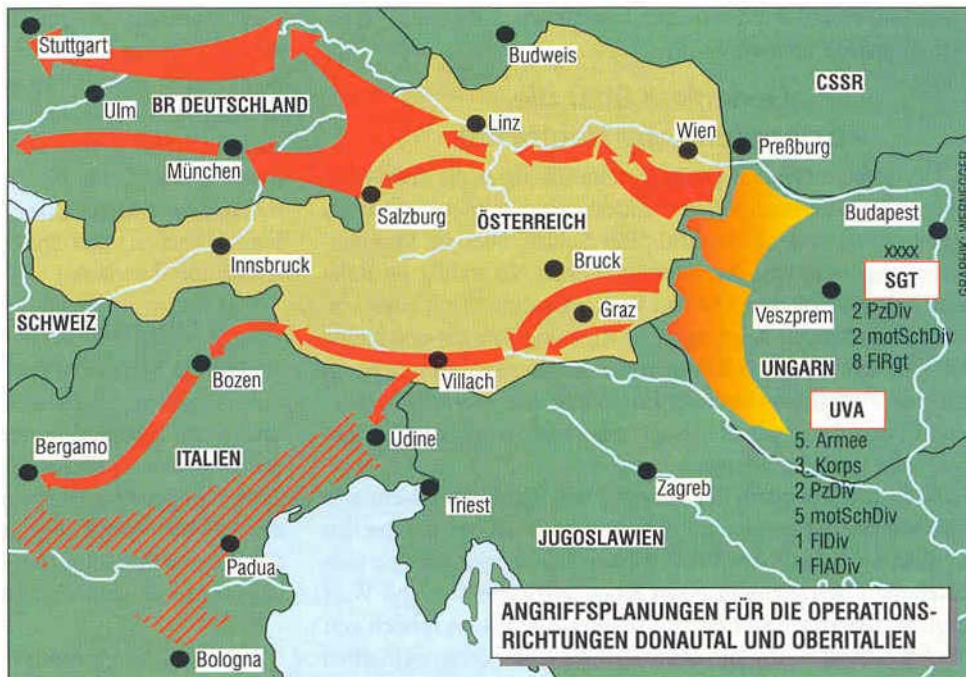 Stuttgart
Budweis
CSSR
Ulm
BR DEUTSCHLAND
Linz
Wien
Preßburg
München
Salzburg
ÖSTERREICH
Budapest
GRAPHIK: WERNEGGER
Innsbruck
Bruck
xxxx
SGT
SCHWEIZ
Graz
Veszprem
2 PzDiv
2 motSchDiv
UNGARN
8 FlRgt
Bozen
Villach
UVA
Bergamo
ITALIEN
Udine
5. Armee
3. Korps
2 PzDiv
5 motSchDiv
1 FlDiv
1 FlADiv
Triest
Zagreb
Padua
JUGOSLAWIEN
Bologna
ANGRIFFSPLANUNGEN FÜR DIE OPERATIONS-
RICHTUNGEN DONAUTAL UND OBERITALIEN